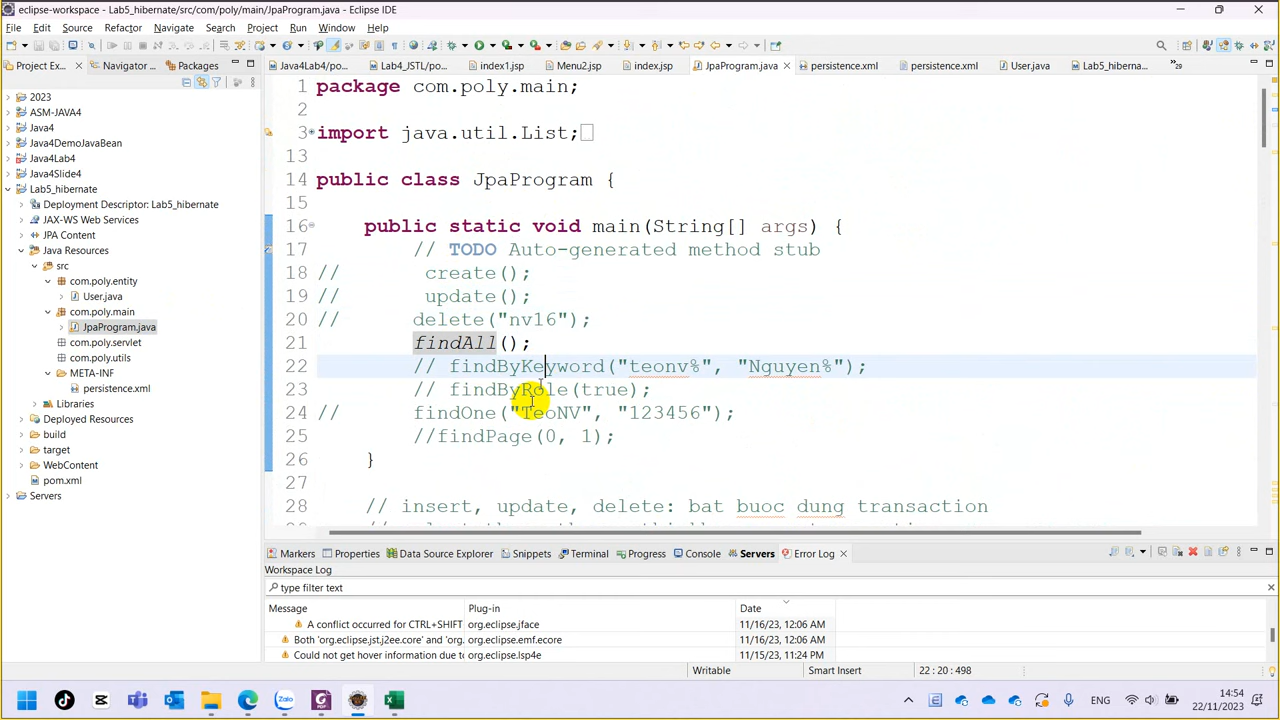 eclipse-workspace - Lab5_hibernate/src/com/poly/main/JpaProgram.java - Eclipse IDE
File Edit Source Refactor Navigate Search Project Run Window Help
Project Ex... Navigator Packages
Java4Lab4/po... Lab4_JSTL/po... index1.jsp Menu2.jsp index.jsp JpaProgram.java persistence.xml persistence.xml User.java Lab5_hiberna... 29
2023
ASM-JAVA4
Java4
Java4DemoJavaBean
Java4Lab4
Java4Slide4
Lab5_hibernate
Deployment Descriptor: Lab5_hibernate
JAX-WS Web Services
JPA Content
Java Resources
src
com.poly.entity
User.java
com.poly.main
JpaProgram.java
com.poly.servlet
com.poly.utils
META-INF
persistence.xml
Libraries
Deployed Resources
build
target
WebContent
pom.xml
Servers
1 package com.poly.main;
2
3 import java.util.List;
13
14 public class JpaProgram {
15
16 public static void main(String[] args) {
17 // TODO Auto-generated method stub
18 // create();
19 // update();
20 // delete("nv16");
21 findAll();
22 // findByKeyword("teonv%", "Nguyen%");
23 // findByRole(true);
24 // findOne("TeoNV", "123456");
25 //findPage(0, 1);
26 }
27
28 // insert, update, delete: bat buoc dung transaction
Markers Properties Data Source Explorer Snippets Terminal Progress Console Servers Error Log
Workspace Log
type filter text
Message Plug-in Date
A conflict occurred for CTRL+SHIFT org.eclipse.jface 11/16/23, 12:06 AM
Both 'org.eclipse.jst.j2ee.core' and 'org. org.eclipse.emf.ecore 11/16/23, 12:06 AM
Could not get hover information due to org.eclipse.lsp4e 11/15/23, 11:24 PM
Writable Smart Insert 22 : 20 : 498
Zalo ENG 14:54
22/11/2023